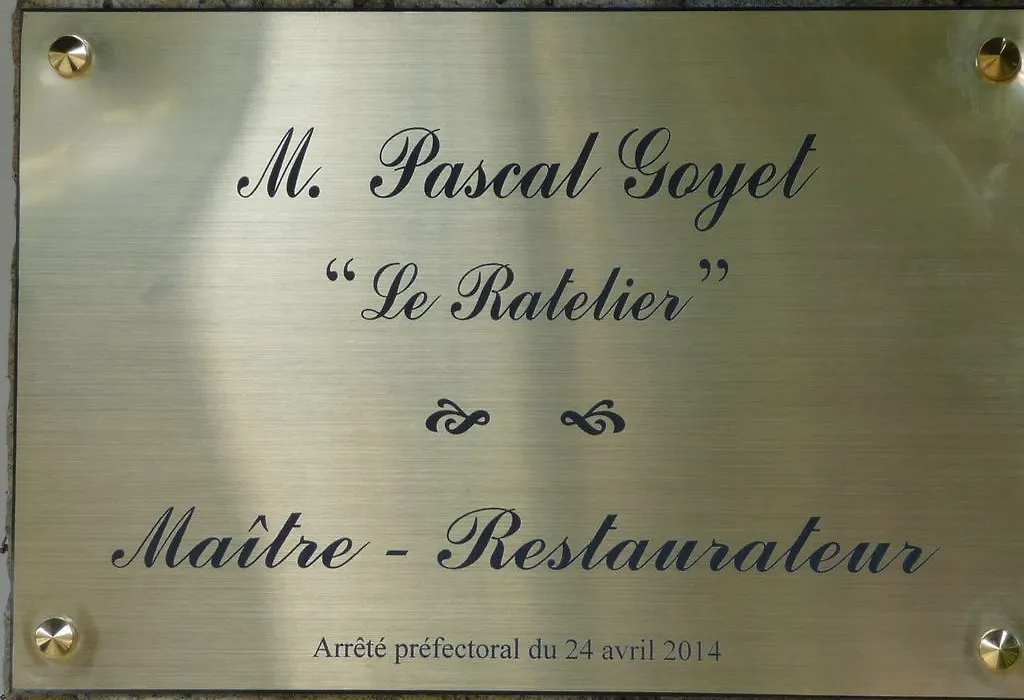 M. Pascal Goyet
“Le Ratelier”
Maître - Restaurateur
Arrêté préfectoral du 24 avril 2014